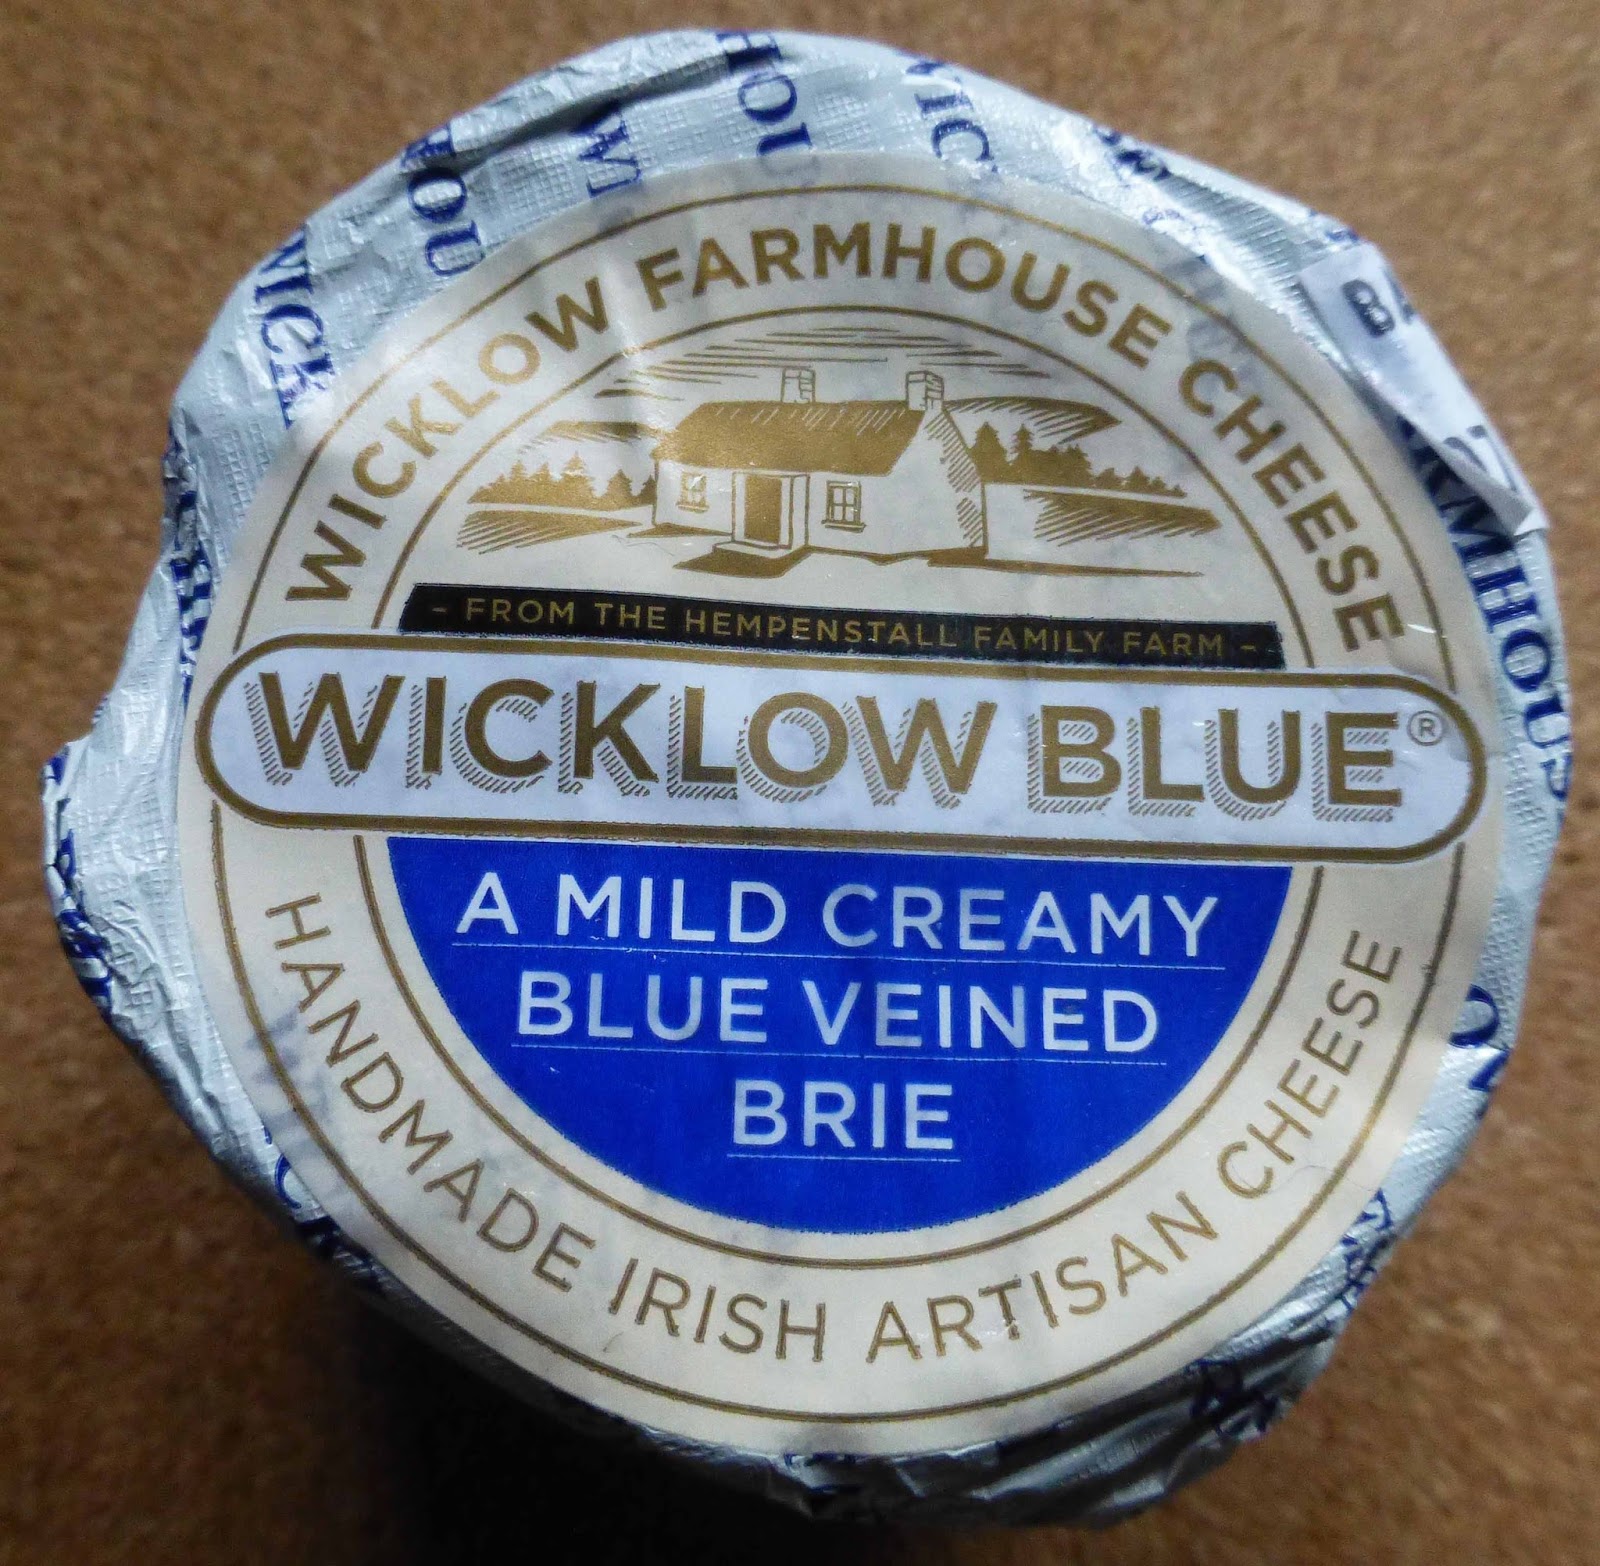 WICKLOW FARMHOUSE CHEESE
- FROM THE HEMPENSTALL FAMILY FARM -
WICKLOW BLUE®
A MILD CREAMY
BLUE VEINED
BRIE
HANDMADE IRISH ARTISAN CHEESE